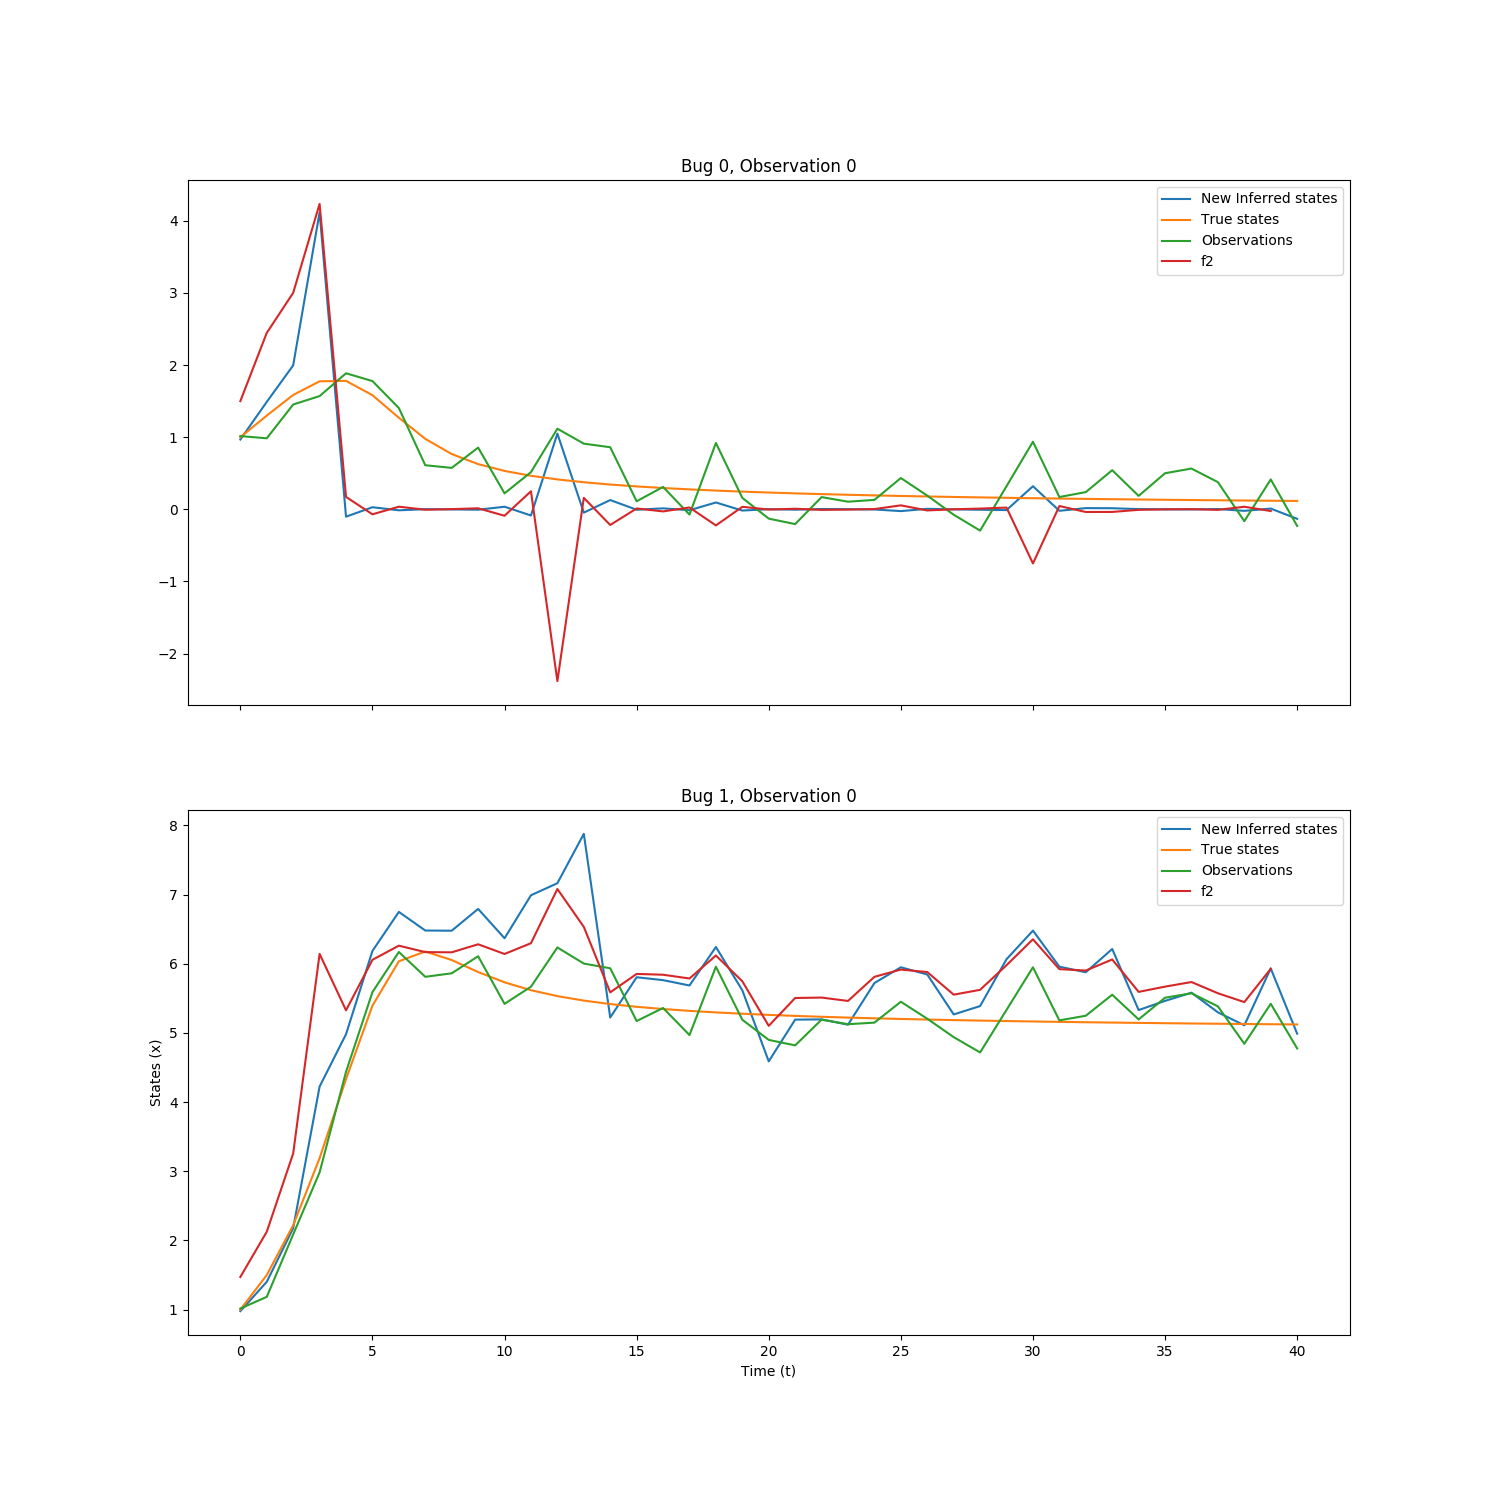 Bug 0, Observation 0
New Inferred states
True states
Observations
f2
4
3
2
1
0
−1
−2
Bug 1, Observation 0
New Inferred states
True states
Observations
f2
8
7
6
5
4
3
2
1
States (x)
0 5 10 15 20 25 30 35 40
Time (t)